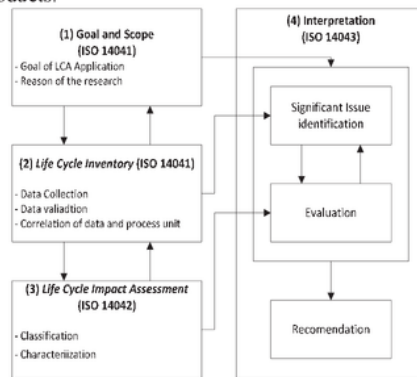 (1) Goal and Scope
(ISO 14041)
- Goal of LCA Application
- Reason of the research
(2) Life Cycle Inventory (ISO 14041)
- Data Collection
- Data valiadtion
- Correlation of data and process unit
(3) Life Cycle Impact Assessment
(ISO 14042)
- Classification
- Characteriization
(4) Interpretation
(ISO 14043)
Significant Issue
identification
Evaluation
Recomendation